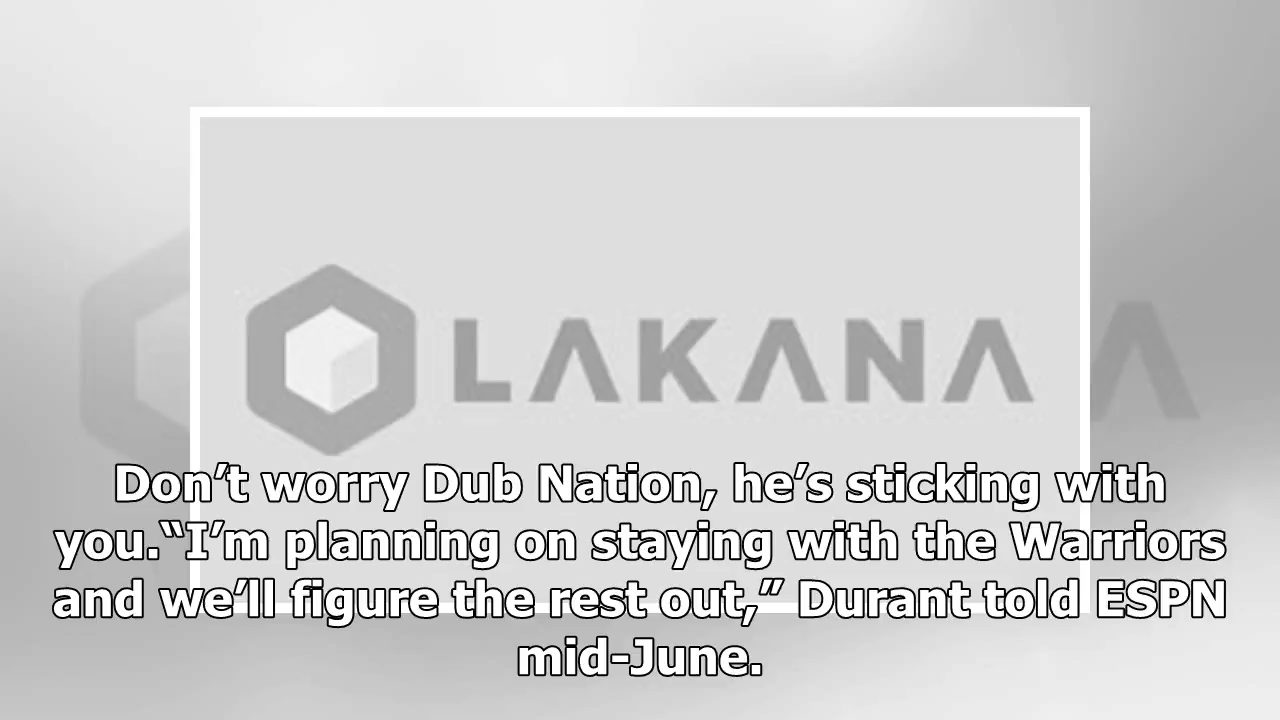 LAKANA
A
Don’t worry Dub Nation, he’s sticking with
you.“I’m planning on staying with the Warriors
and we’ll figure the rest out,” Durant told ESPN
mid-June.